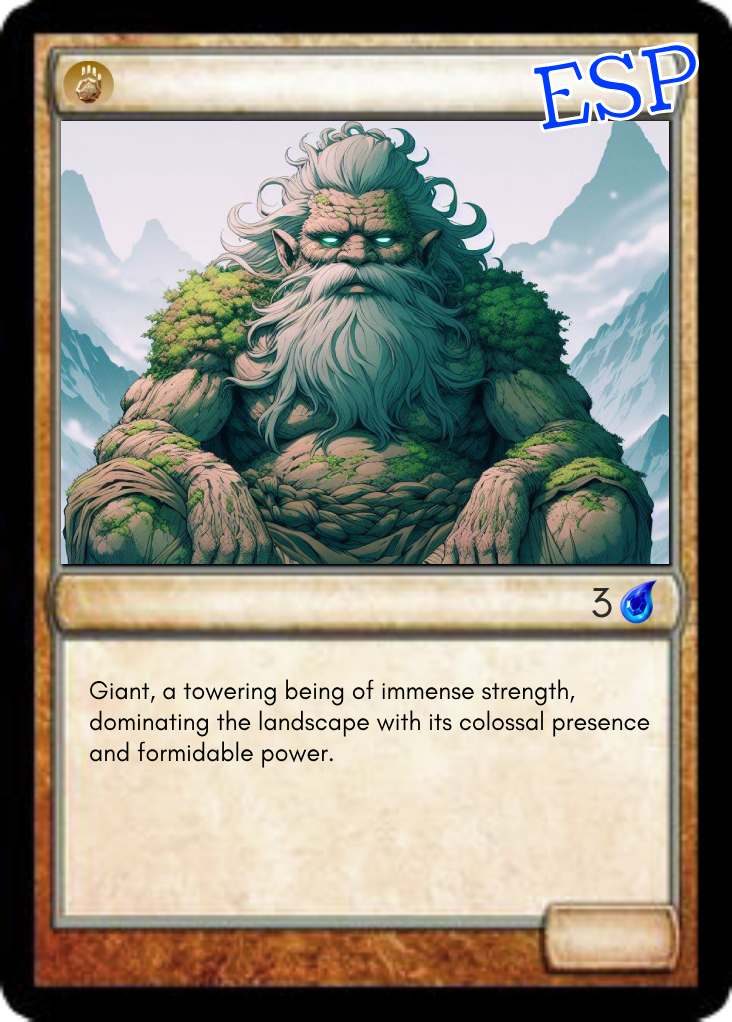 ESP
3
Giant, a towering being of immense strength,
dominating the landscape with its colossal presence
and formidable power.